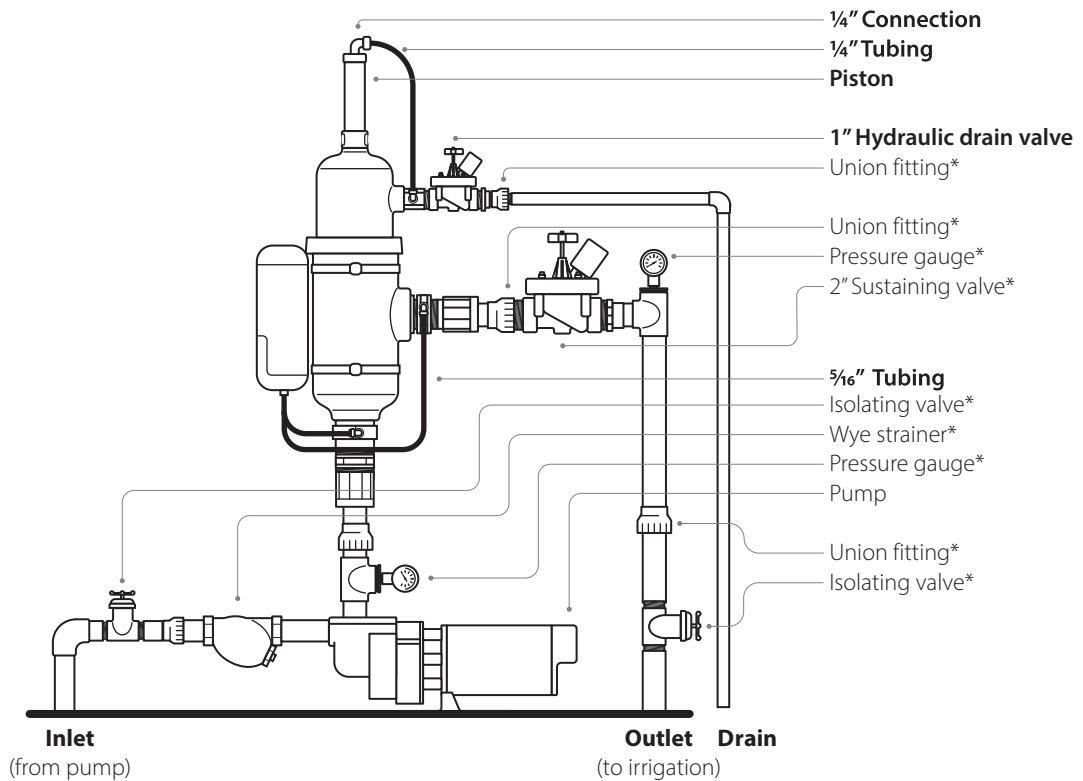 ¼” Connection
¼” Tubing
Piston
1” Hydraulic drain valve
Union fitting*
Union fitting*
Pressure gauge*
2” Sustaining valve*
5⁄16” Tubing
Isolating valve*
Wye strainer*
Pressure gauge*
Pump
Union fitting*
Isolating valve*
Inlet
(from pump)
Outlet
(to irrigation)
Drain